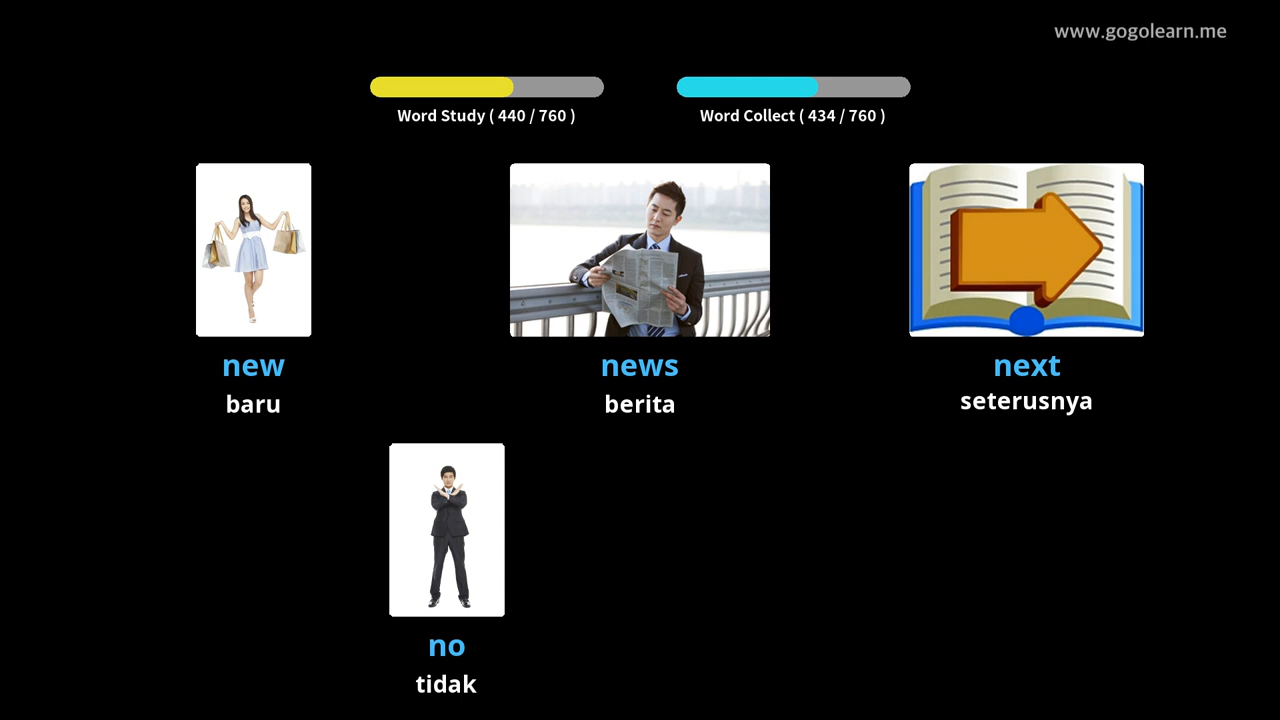 www.gogolearn.me
Word Study ( 440 / 760 )
Word Collect ( 434 / 760 )
new
baru
news
berita
next
seterusnya
no
tidak